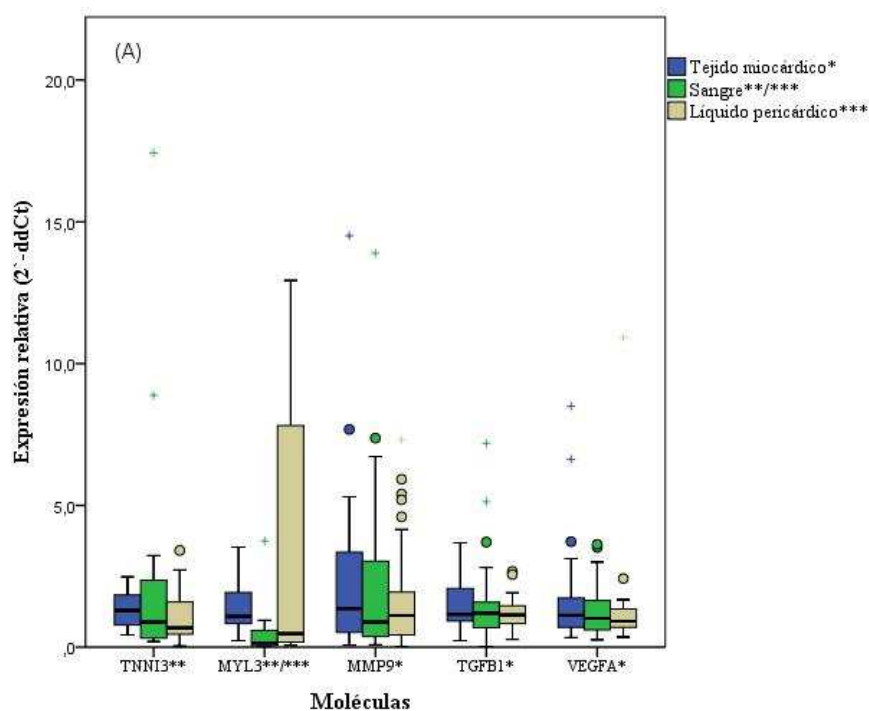 (A)
Tejido miocárdico*
Sangre**/***
Líquido pericárdico***
Expresión relativa (2`-ddCt)
20,0
15,0
10,0
5,0
,0
TNNI3** MYL3**/*** MMP9* TGFB1* VEGFA*
Moléculas